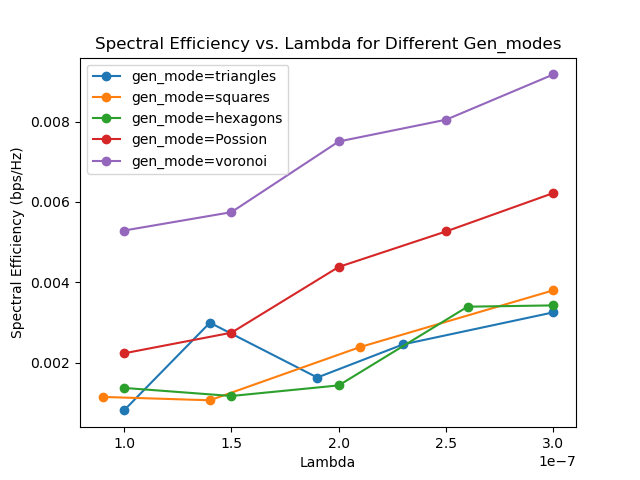 Spectral Efficiency vs. Lambda for Different Gen_modes
gen_mode=triangles
gen_mode=squares
gen_mode=hexagons
gen_mode=Possion
gen_mode=voronoi
Spectral Efficiency (bps/Hz)
0.008
0.006
0.004
0.002
1.0 1.5 2.0 2.5 3.0
Lambda
1e−7